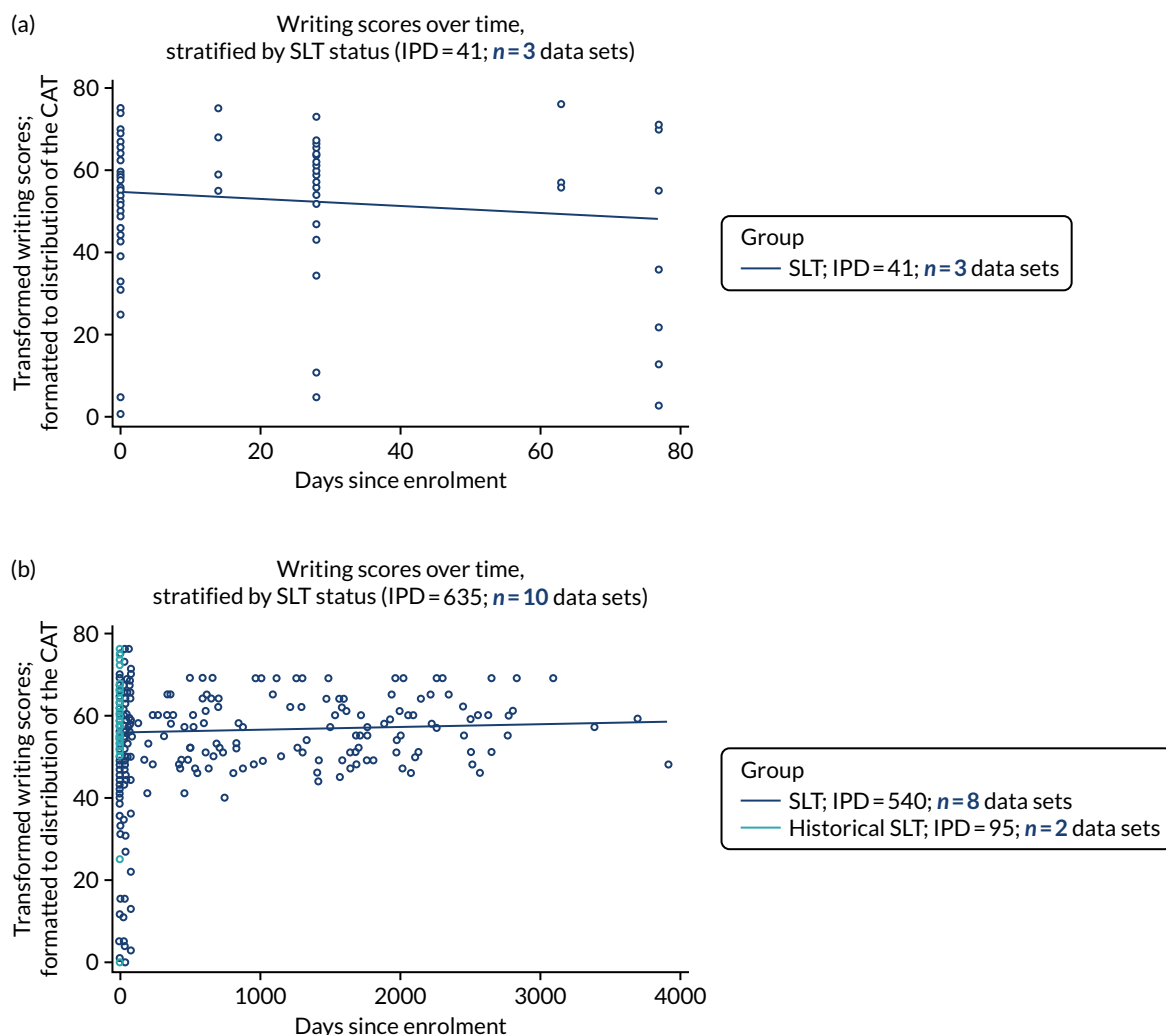 (a)
Writing scores over time,
stratified by SLT status (IPD = 41; n = 3 data sets)
Transformed writing scores;
formatted to distribution of the CAT
80
60
40
20
0
0 20 40 60 80
Days since enrolment
Group
SLT; IPD = 41; n = 3 data sets
(b)
Writing scores over time,
stratified by SLT status (IPD = 635; n = 10 data sets)
Transformed writing scores;
formatted to distribution of the CAT
80
60
40
20
0
0 1000 2000 3000 4000
Days since enrolment
Group
SLT; IPD = 540; n = 8 data sets
Historical SLT; IPD = 95; n = 2 data sets